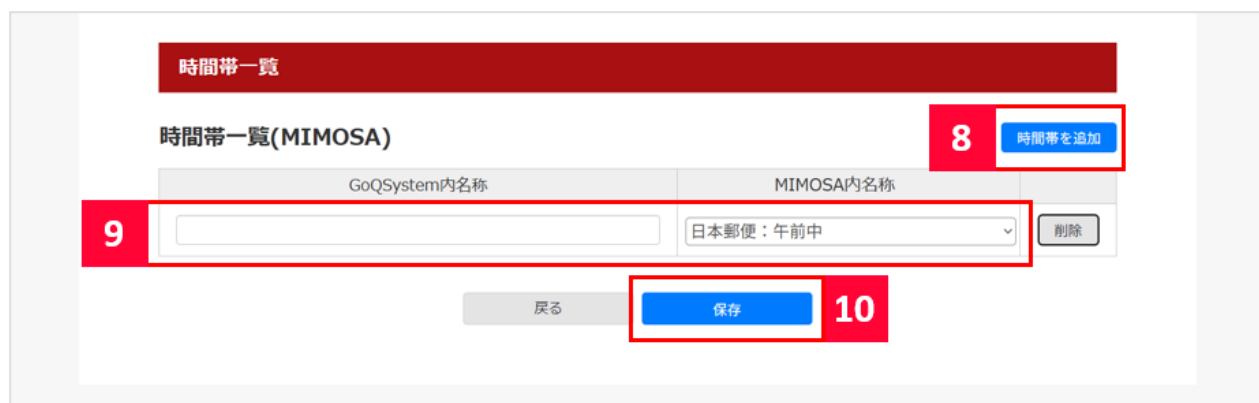 時間帯一覧
時間帯一覧(MIMOSA)
8
時間帯を追加
GoQSystem内名称
MIMOSA内名称
9
日本郵便：午前中
削除
戻る
保存
10